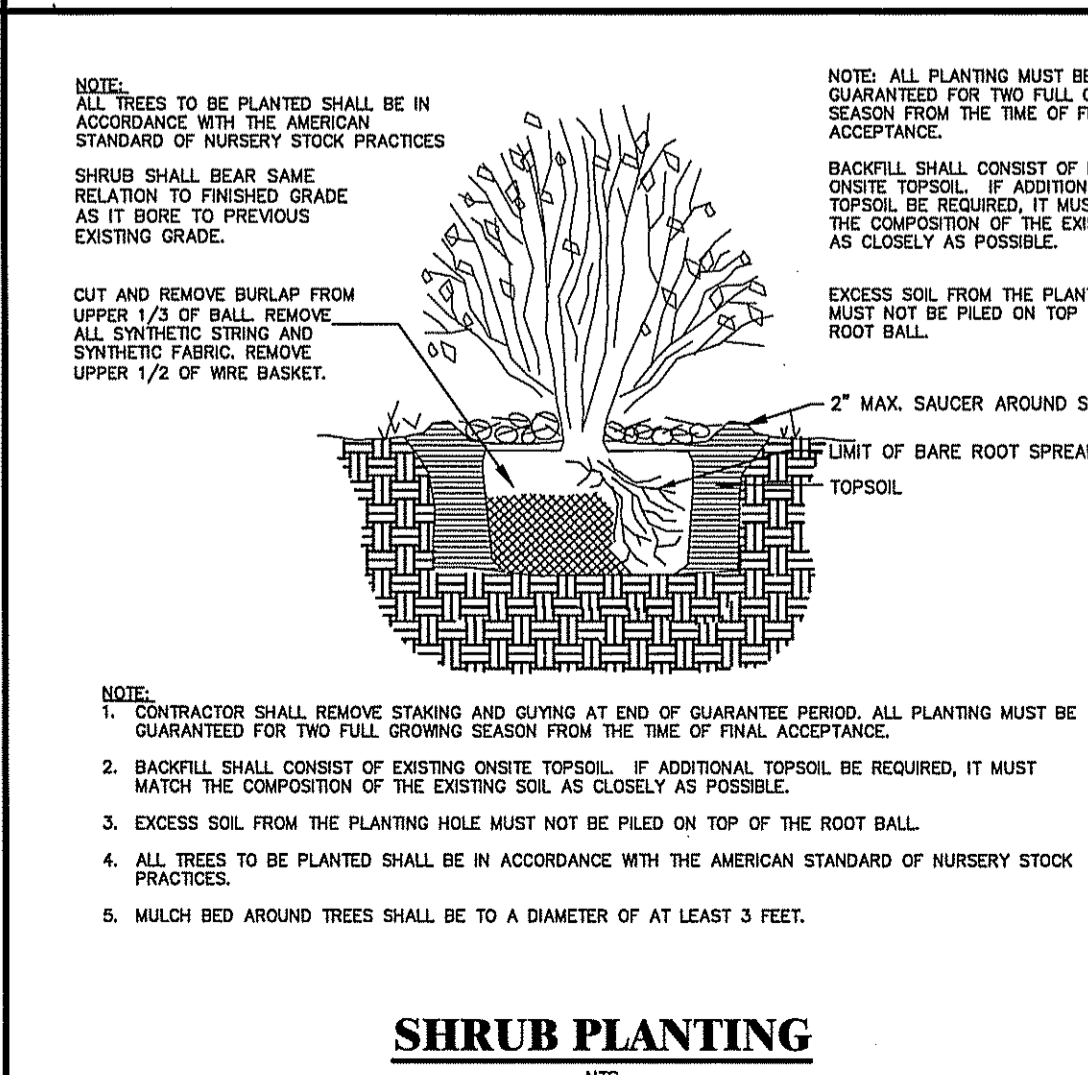 NOTE:
ALL TREES TO BE PLANTED SHALL BE IN
ACCORDANCE WITH THE AMERICAN
STANDARD OF NURSERY STOCK PRACTICES
SHRUB SHALL BEAR SAME
RELATION TO FINISHED GRADE
AS IT BORE TO PREVIOUS
EXISTING GRADE.
CUT AND REMOVE BURLAP FROM
UPPER 1/3 OF BALL. REMOVE
ALL SYNTHETIC STRING AND
SYNTHETIC FABRIC. REMOVE
UPPER 1/2 OF WIRE BASKET.
NOTE: ALL PLANTING MUST BE
GUARANTEED FOR TWO FULL
SEASON FROM THE TIME OF
ACCEPTANCE.
BACKFILL SHALL CONSIST OF
ONSITE TOPSOIL. IF
TOPSOIL BE REQUIRED, IT
THE COMPOSITION OF THE
AS CLOSELY AS POSSIBLE.
EXCESS SOIL FROM THE
MUST NOT BE PILED ON TOP
ROOT BALL.
2" MAX. SAUCER AROUND
LIMIT OF BARE ROOT
TOPSOIL
NOTE:
1. CONTRACTOR SHALL REMOVE STAKING AND GUYING AT END OF GUARANTEE PERIOD. ALL PLANTING MUST BE
GUARANTEED FOR TWO FULL GROWING SEASON FROM THE TIME OF FINAL ACCEPTANCE.
2. BACKFILL SHALL CONSIST OF EXISTING ONSITE TOPSOIL. IF ADDITIONAL TOPSOIL BE REQUIRED, IT MUST
MATCH THE COMPOSITION OF THE EXISTING SOIL AS CLOSELY AS POSSIBLE.
3. EXCESS SOIL FROM THE PLANTING HOLE MUST NOT BE PILED ON TOP OF THE ROOT BALL.
4. ALL TREES TO BE PLANTED SHALL BE IN ACCORDANCE WITH THE AMERICAN STANDARD OF NURSERY STOCK
PRACTICES.
5. MULCH BED AROUND TREES SHALL BE TO A DIAMETER OF AT LEAST 3 FEET.
SHRUB PLANTING